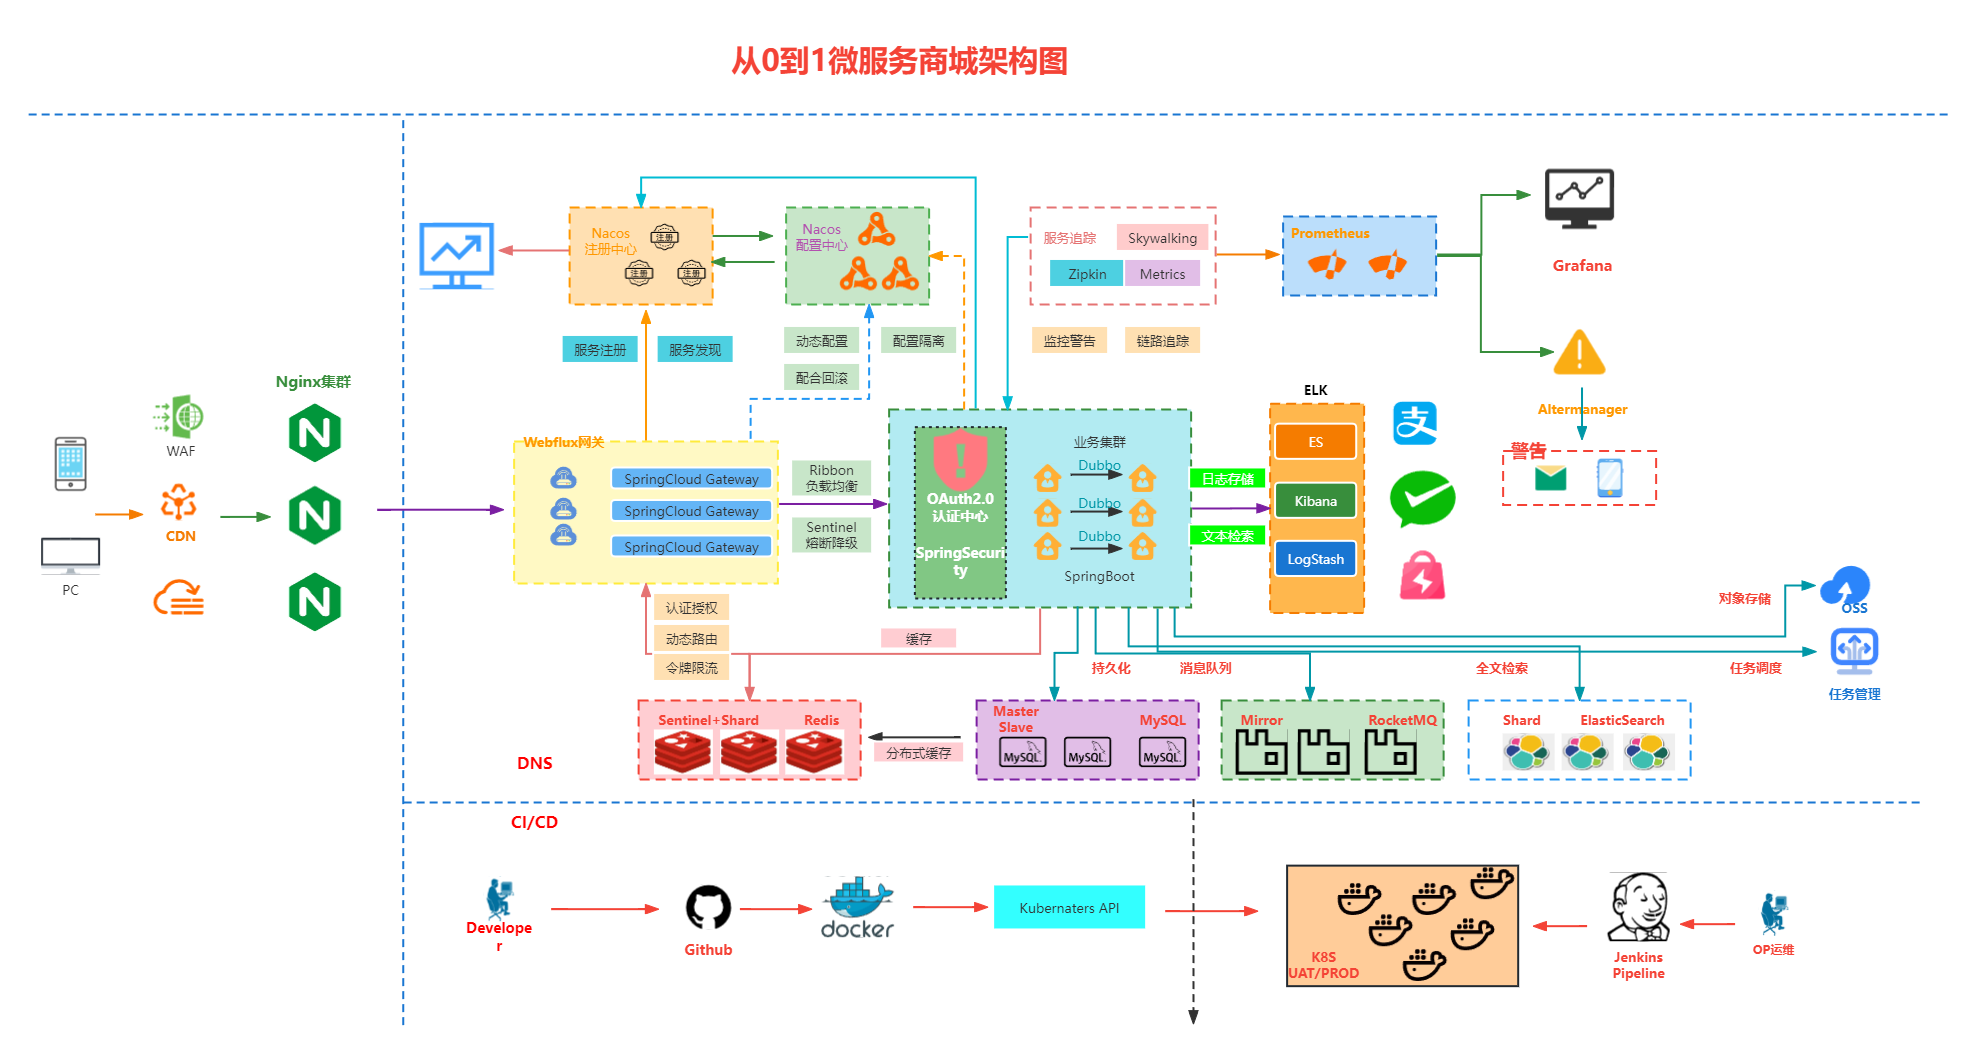 从0到1微服务商城架构图
Nacos
注册中心
注册
注册
注册
Nacos
配置中心
服务追踪
Skywalking
Zipkin
Metrics
Prometheus
Grafana
服务注册
服务发现
动态配置
配置隔离
配合回滚
监控警告
链路追踪
Altermanager
警告
Nginx集群
WAF
CDN
PC
Webflux网关
SpringCloud Gateway
SpringCloud Gateway
SpringCloud Gateway
Ribbon
负载均衡
Sentinel
熔断降级
OAuth2.0
认证中心
SpringSecuri
ty
业务集群
Dubbo
Dubbo
Dubbo
SpringBoot
日志存储
文本检索
ELK
ES
Kibana
LogStash
支
认证授权
动态路由
令牌限流
缓存
持久化
消息队列
全文检索
对象存储
OSS
任务调度
任务管理
Sentinel+Shard
Redis
分布式缓存
Master
Slave
MySQL
MySQL.
MySQL.
MySQL.
Mirror
RocketMQ
Shard
ElasticSearch
DNS
CI/CD
Develope
r
Github
docker
Kubernaters API
K8S
UAT/PROD
Jenkins
Pipeline
OP运维